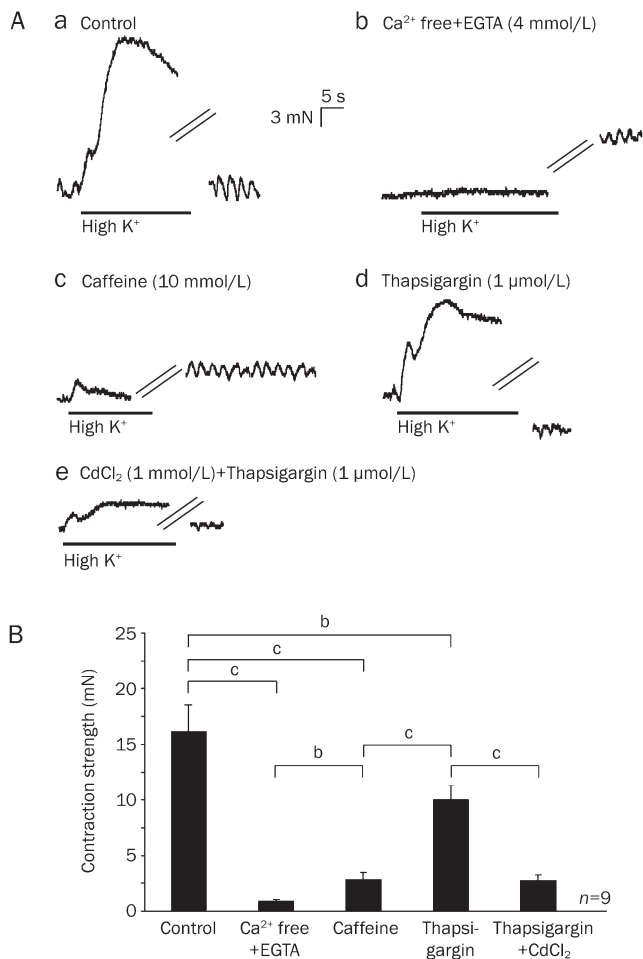 A
a Control
b Ca²⁺ free+EGTA (4 mmol/L)
5 s
3 mN
High K⁺
High K⁺
c Caffeine (10 mmol/L)
d Thapsigargin (1 μmol/L)
High K⁺
High K⁺
e CdCl₂ (1 mmol/L)+Thapsigargin (1 μmol/L)
High K⁺
B
Contraction strength (mN)
25
20
15
10
5
0
b
c
c
b
c
c
n=9
Control
Ca²⁺ free
+EGTA
Caffeine
Thapsi-
gargin
Thapsigargin
+CdCl₂